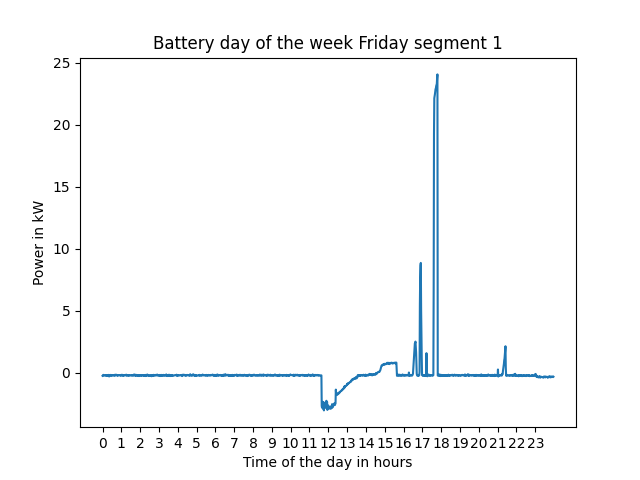 Battery day of the week Friday segment 1
Power in kW
25
20
15
10
5
0
0 1 2 3 4 5 6 7 8 9 10 11 12 13 14 15 16 17 18 19 20 21 22 23
Time of the day in hours